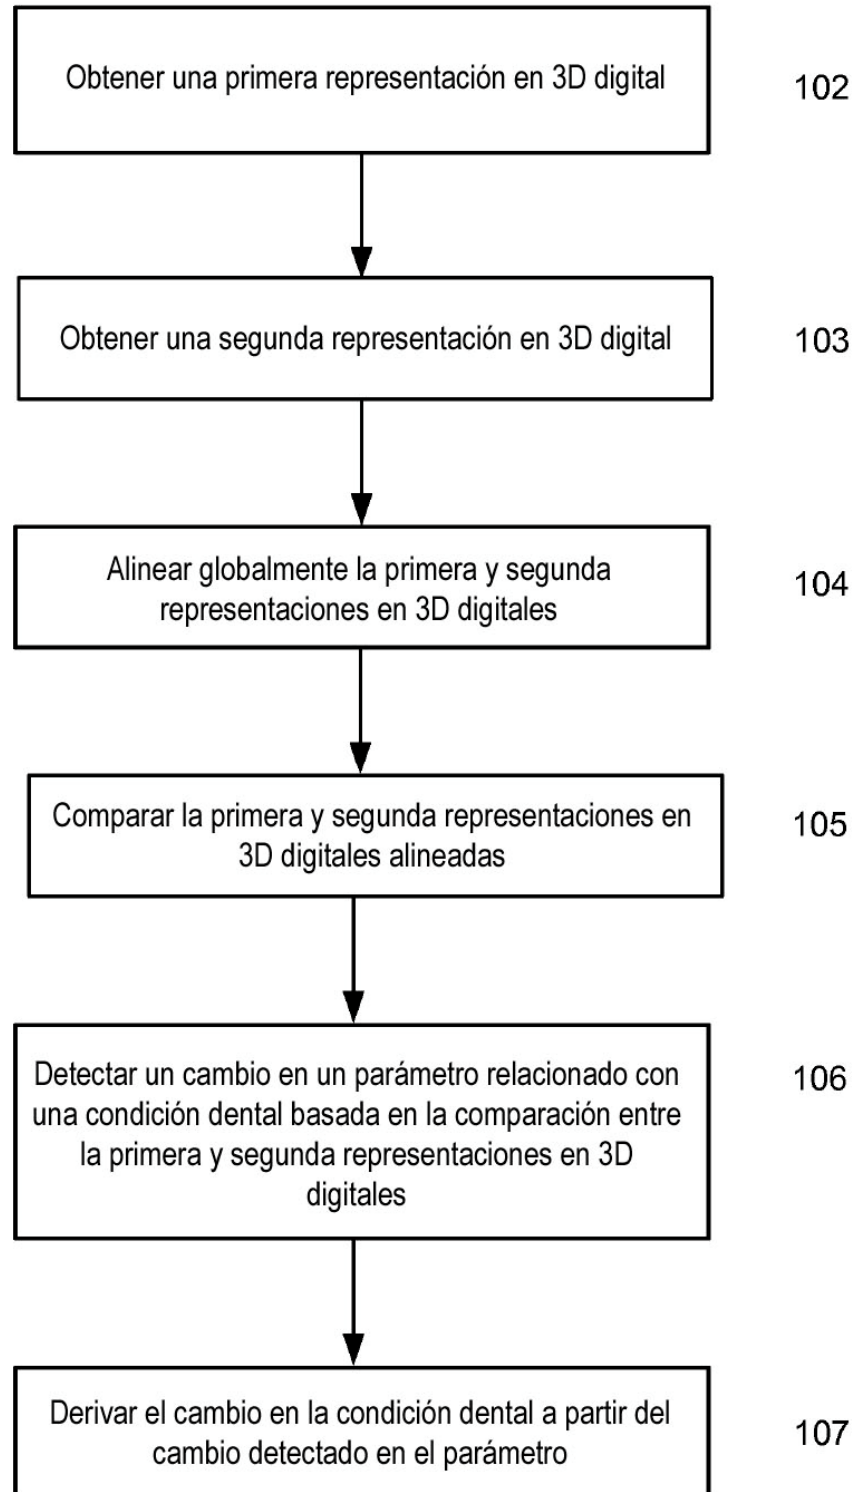 Obtener una primera representación en 3D digital
102
Obtener una segunda representación en 3D digital
103
Alinear globalmente la primera y segunda
representaciones en 3D digitales
104
Comparar la primera y segunda representaciones en
3D digitales alineadas
105
Detectar un cambio en un parámetro relacionado con
una condición dental basada en la comparación entre
la primera y segunda representaciones en 3D
digitales
106
Derivar el cambio en la condición dental a partir del
cambio detectado en el parámetro
107